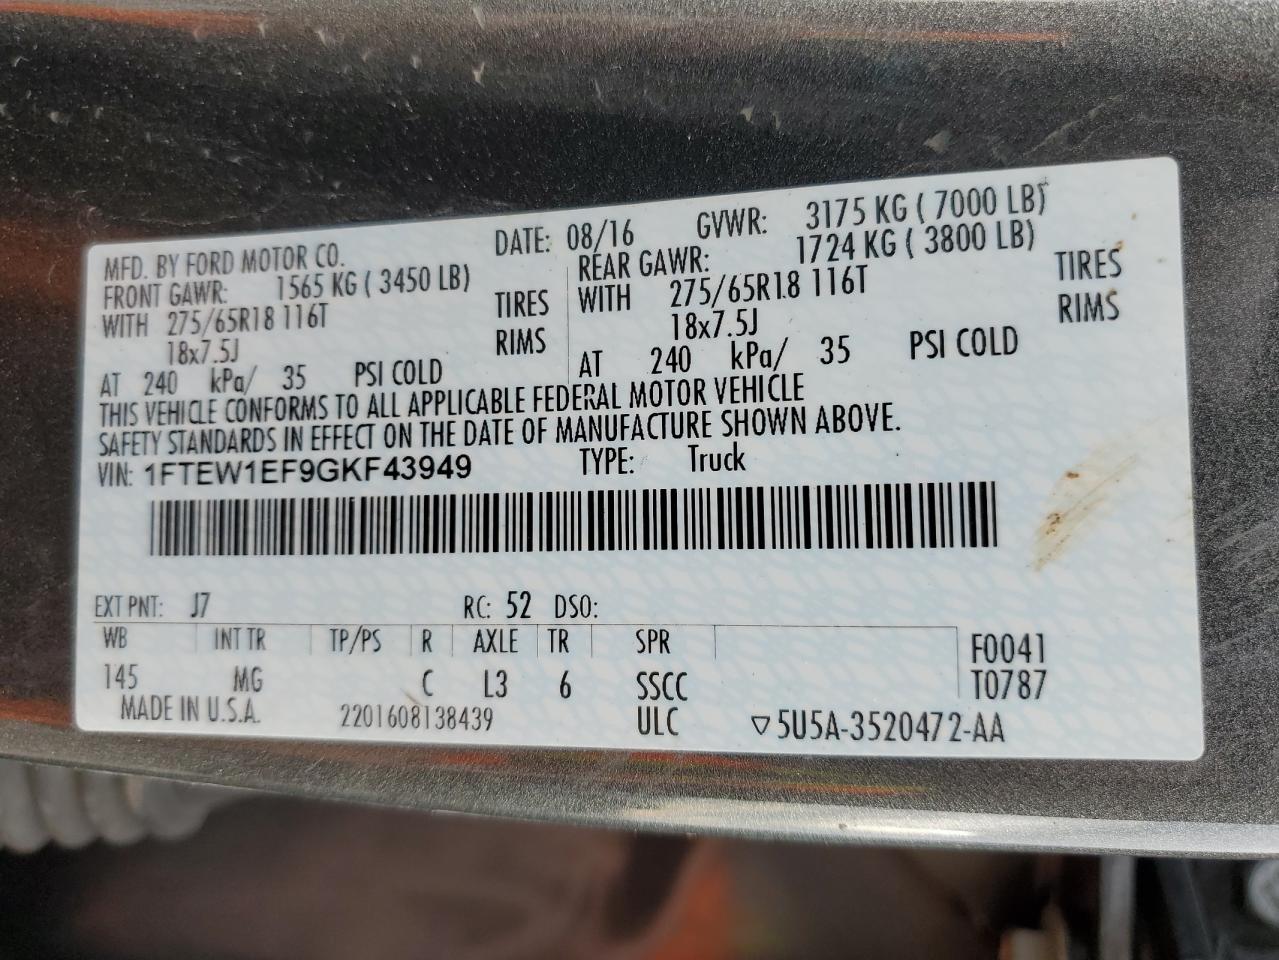 MFD. BY FORD MOTOR CO. DATE: 08/16 GVWR: 3175 KG ( 7000 LB)
FRONT GAWR: 1565 KG ( 3450 LB) REAR GAWR: 1724 KG ( 3800 LB)
WITH 275/65R18 116T TIRES WITH 275/65R18 116T TIRES
18x7.5J RIMS 18x7.5J RIMS
AT 240 kPa/ 35 PSI COLD AT 240 kPa/ 35 PSI COLD
THIS VEHICLE CONFORMS TO ALL APPLICABLE FEDERAL MOTOR VEHICLE
SAFETY STANDARDS IN EFFECT ON THE DATE OF MANUFACTURE SHOWN ABOVE.
VIN: 1FTEW1EF9GKF43949 TYPE: Truck
EXT PNT: J7 RC: 52 DSO:
WB INT TR TP/PS R AXLE TR SPR F0041
145 MG C L3 6 SSCC T0787
MADE IN U.S.A. 2201608138439 ULC ▽5U5A-3520472-AA